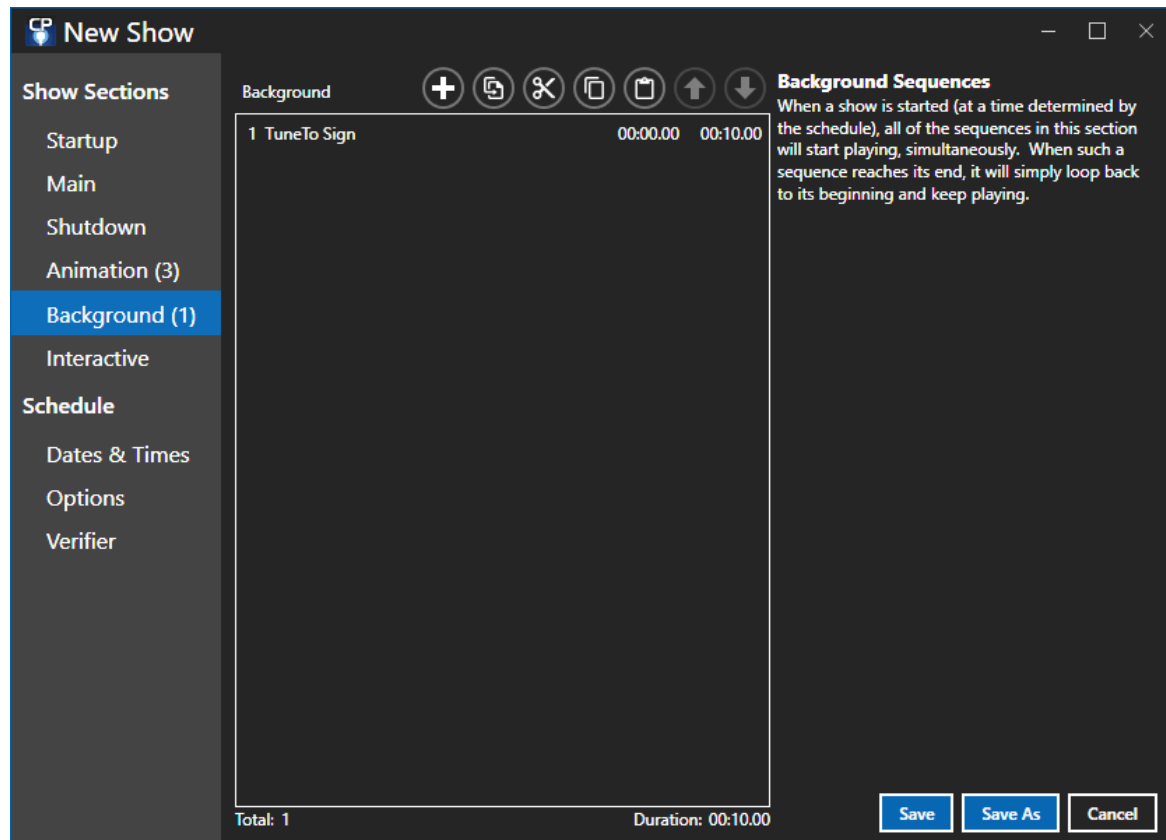 CP New Show
Show Sections
Startup
Main
Shutdown
Animation (3)
Background (1)
Interactive
Schedule
Dates & Times
Options
Verifier
Background
1 TuneTo Sign 00:00.00 00:10.00
Total: 1 Duration: 00:10.00
Background Sequences
When a show is started (at a time determined by
the schedule), all of the sequences in this section
will start playing, simultaneously. When such a
sequence reaches its end, it will simply loop back
to its beginning and keep playing.
Save Save As Cancel